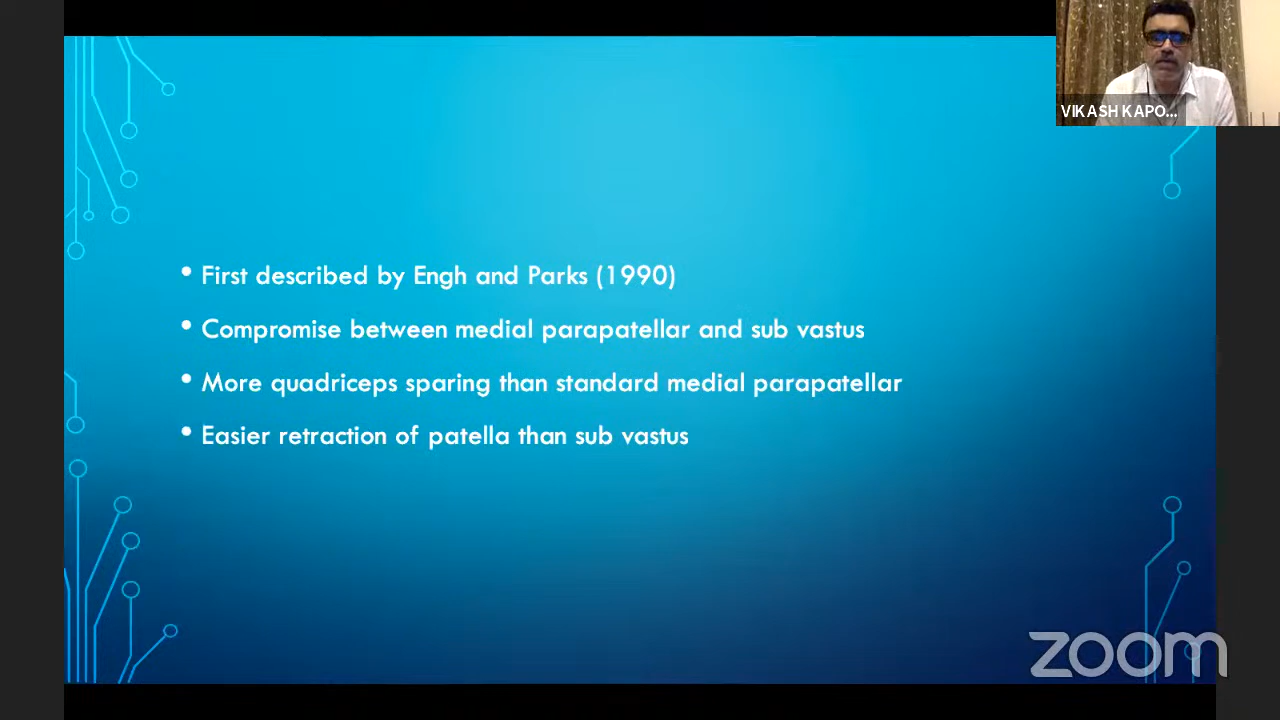 VIKASH KAPO...
• First described by Engh and Parks (1990)
• Compromise between medial parapatellar and sub vastus
• More quadriceps sparing than standard medial parapatellar
• Easier retraction of patella than sub vastus
zoom